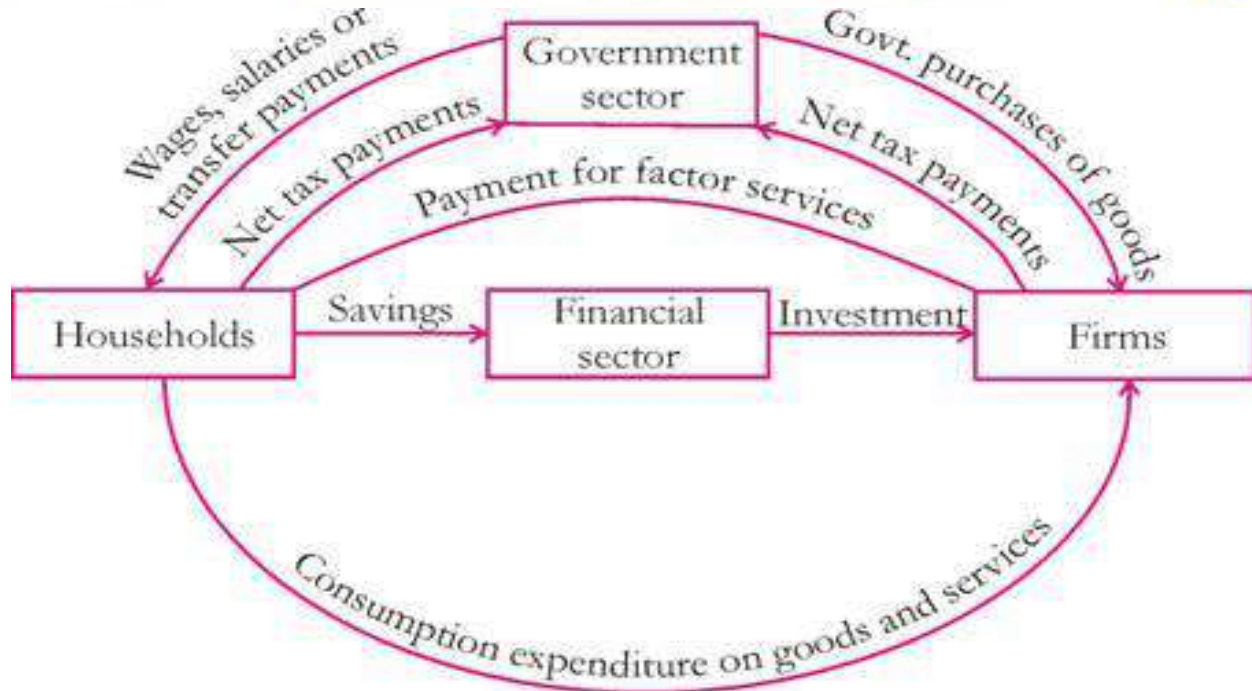 Wages, salaries or
transfer payments
Net tax payments
Government
sector
Govt. purchases of goods
Net tax payments
Payment for factor services
Households
Savings
Financial
sector
Investment
Firms
Consumption expenditure on goods and services